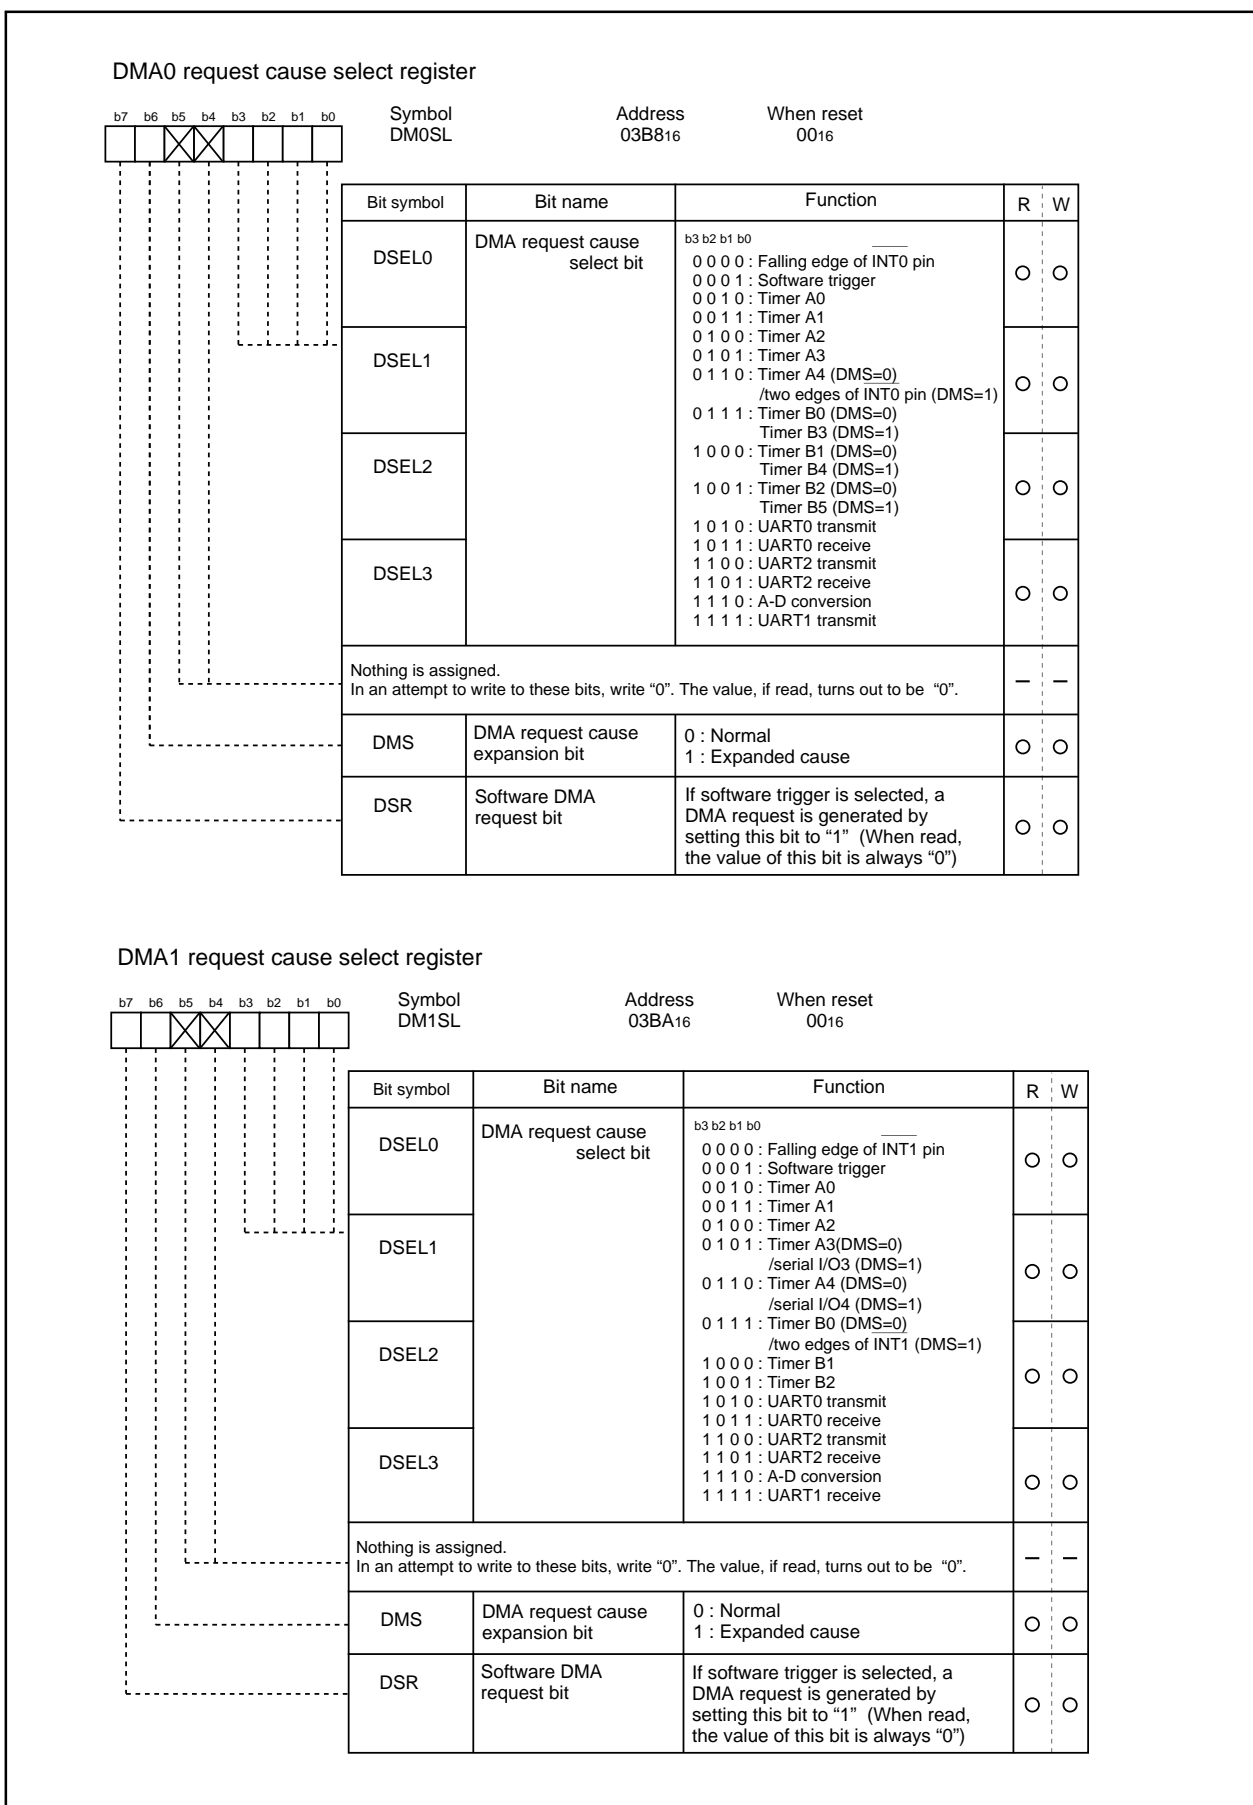 DMA0 request cause select register
b7 b6 b5 b4 b3 b2 b1 b0
Symbol Address When reset
DM0SL 03B816 0016
Bit symbol Bit name Function R W
DSEL0 DMA request cause select bit
b3 b2 b1 b0
0 0 0 0 : Falling edge of INT0 pin
0 0 0 1 : Software trigger
0 0 1 0 : Timer A0
0 0 1 1 : Timer A1
0 1 0 0 : Timer A2
DSEL1
0 1 0 1 : Timer A3
0 1 1 0 : Timer A4 (DMS=0)
/two edges of INT0 pin (DMS=1)
0 1 1 1 : Timer B0 (DMS=0)
Timer B3 (DMS=1)
DSEL2
1 0 0 0 : Timer B1 (DMS=0)
Timer B4 (DMS=1)
1 0 0 1 : Timer B2 (DMS=0)
Timer B5 (DMS=1)
1 0 1 0 : UART0 transmit
1 0 1 1 : UART0 receive
DSEL3
1 1 0 0 : UART2 transmit
1 1 0 1 : UART2 receive
1 1 1 0 : A-D conversion
1 1 1 1 : UART1 transmit
Nothing is assigned.
In an attempt to write to these bits, write “0”. The value, if read, turns out to be “0”.
– –
DMS
DMA request cause
expansion bit
0 : Normal
1 : Expanded cause
DSR
Software DMA
request bit
If software trigger is selected, a
DMA request is generated by
setting this bit to “1” (When read,
the value of this bit is always “0”)
DMA1 request cause select register
b7 b6 b5 b4 b3 b2 b1 b0
Symbol Address When reset
DM1SL 03BA16 0016
Bit symbol Bit name Function R W
DSEL0 DMA request cause select bit
b3 b2 b1 b0
0 0 0 0 : Falling edge of INT1 pin
0 0 0 1 : Software trigger
0 0 1 0 : Timer A0
0 0 1 1 : Timer A1
0 1 0 0 : Timer A2
DSEL1
0 1 0 1 : Timer A3(DMS=0)
/serial I/O3 (DMS=1)
0 1 1 0 : Timer A4 (DMS=0)
/serial I/O4 (DMS=1)
0 1 1 1 : Timer B0 (DMS=0)
/two edges of INT1 (DMS=1)
DSEL2
1 0 0 0 : Timer B1
1 0 0 1 : Timer B2
1 0 1 0 : UART0 transmit
1 0 1 1 : UART0 receive
DSEL3
1 1 0 0 : UART2 transmit
1 1 0 1 : UART2 receive
1 1 1 0 : A-D conversion
1 1 1 1 : UART1 receive
Nothing is assigned.
In an attempt to write to these bits, write “0”. The value, if read, turns out to be “0”.
– –
DMS
DMA request cause
expansion bit
0 : Normal
1 : Expanded cause
DSR
Software DMA
request bit
If software trigger is selected, a
DMA request is generated by
setting this bit to “1” (When read,
the value of this bit is always “0”)